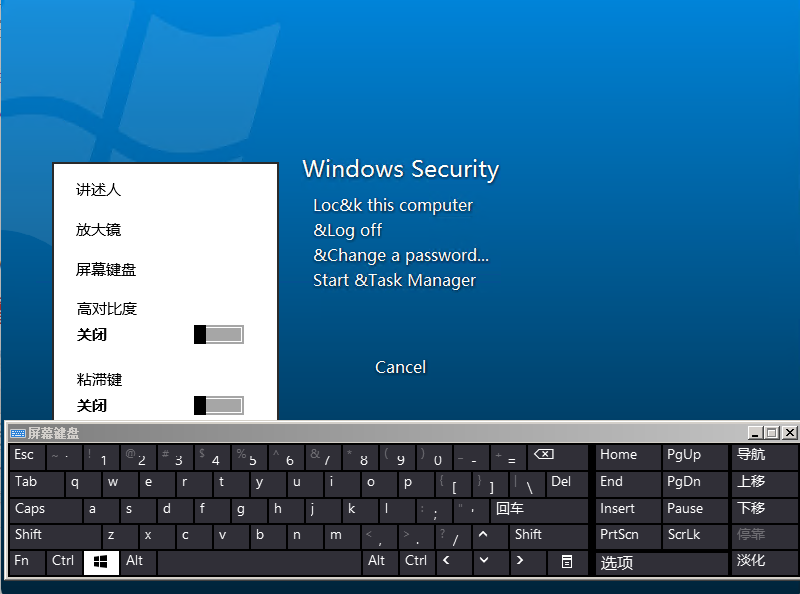 Windows Security
Loc&k this computer
&Log off
&Change a password...
Start &Task Manager
Cancel
讲述人
放大镜
屏幕键盘
高对比度
关闭
粘滞键
关闭
屏幕键盘
Esc ~ ` ! 1 @ 2 # 3 $ 4 % 5 ^ 6 & 7 * 8 ( 9 ) 0 _ - + = Home PgUp 导航
Tab q w e r t y u i o p { [ } ] | \ Del End PgDn 上移
Caps a s d f g h j k l : ; " ' 回车 Insert Pause 下移
Shift z x c v b n m < , > . ? / Shift PrtScn ScrLk 停靠
Fn Ctrl Alt Alt Ctrl 选项 淡化